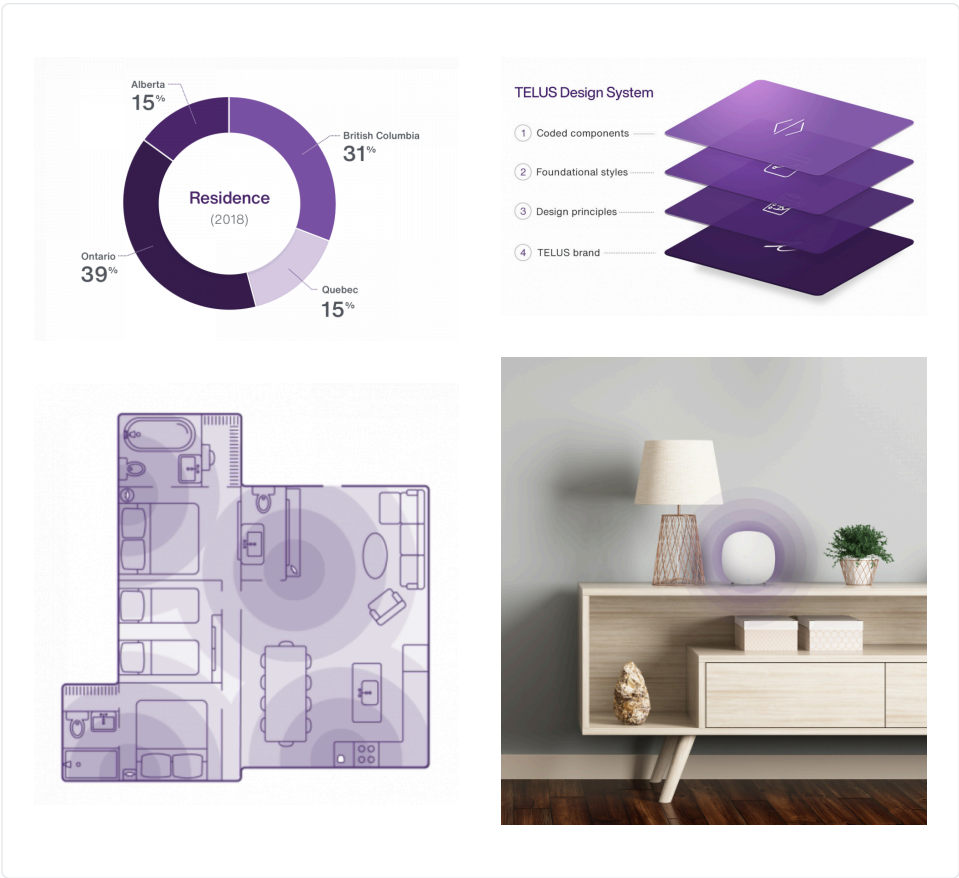 Alberta
15%
British Columbia
31%
Residence
(2018)
Ontario
39%
Quebec
15%
TELUS Design System
1 Coded components
2 Foundational styles
3 Design principles
4 TELUS brand